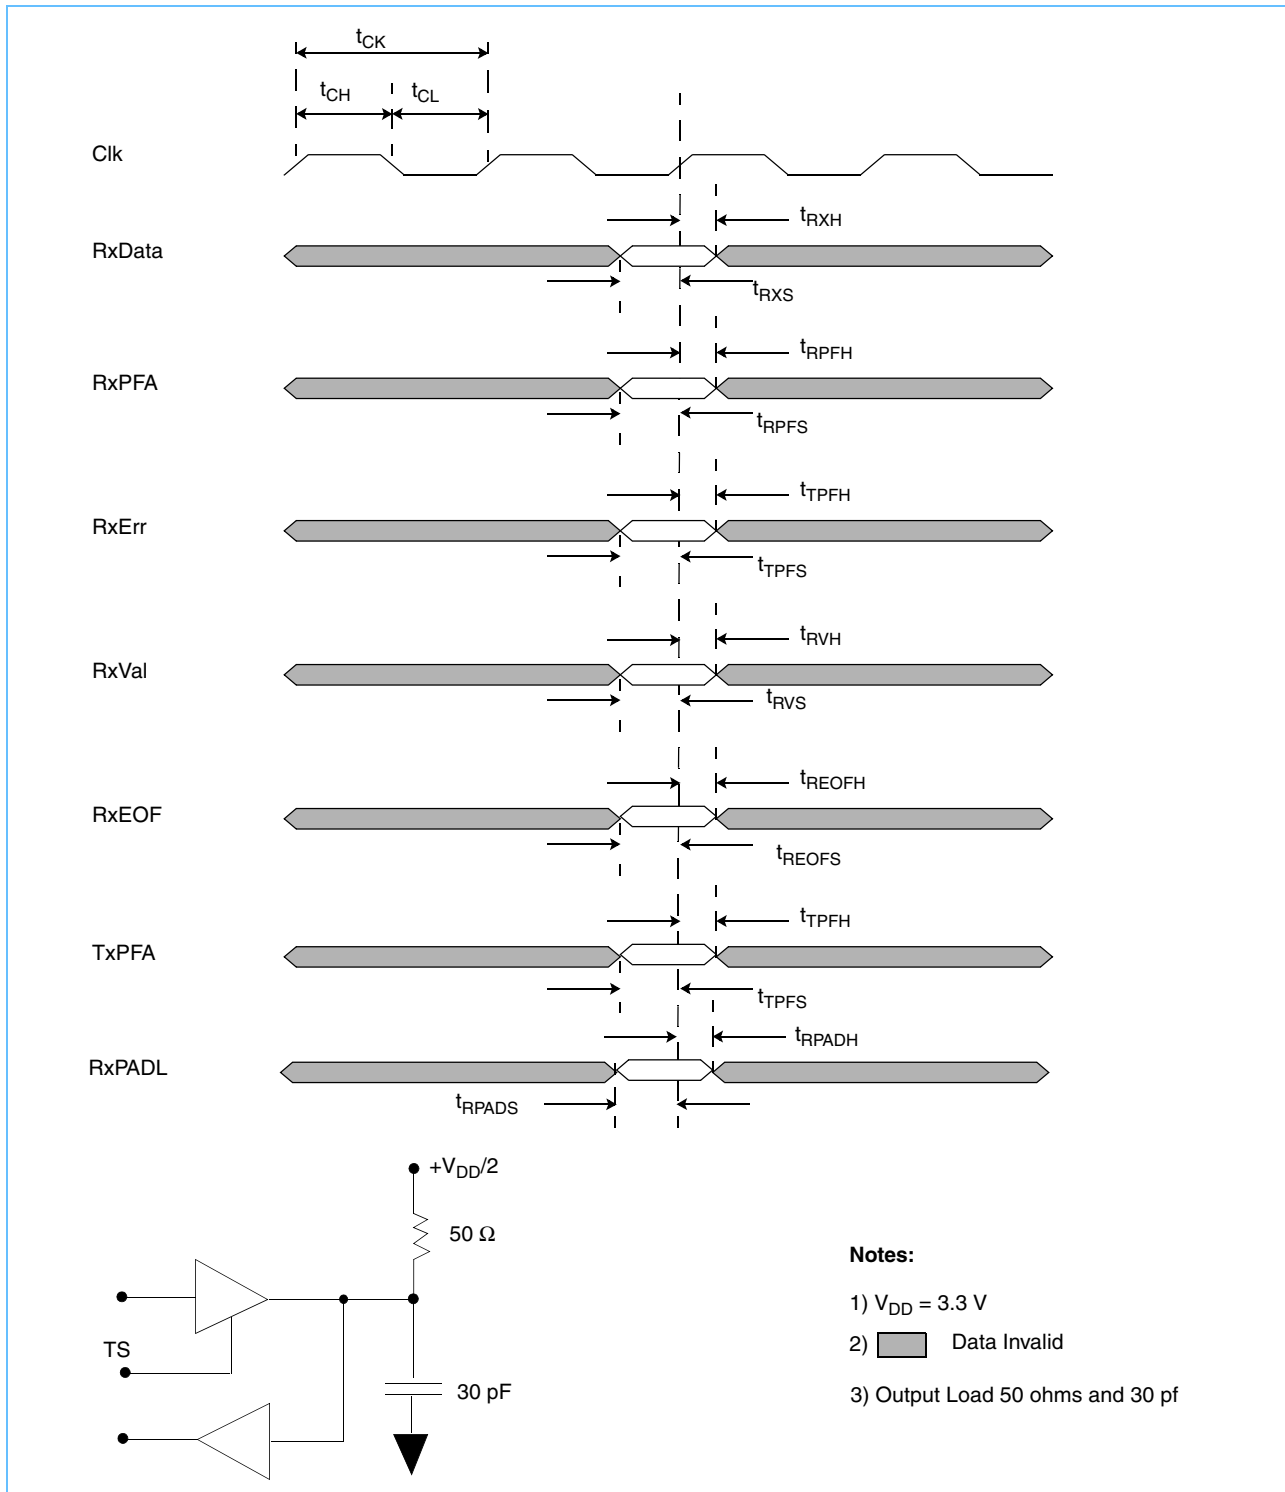 tCK
tCH tCL
Clk
tRXH
RxData
tRXS
tRPFH
RxPFA
tRPFS
tTPFH
RxErr
tTPFS
tRVH
RxVal
tRVS
tREOFH
RxEOF
tREOFS
tTPFH
TxPFA
tTPFS
tRPADH
RxPADL
tRPADS
+VDD/2
50 Ω
TS
30 pF
Notes:
1) VDD = 3.3 V
2) Data Invalid
3) Output Load 50 ohms and 30 pf